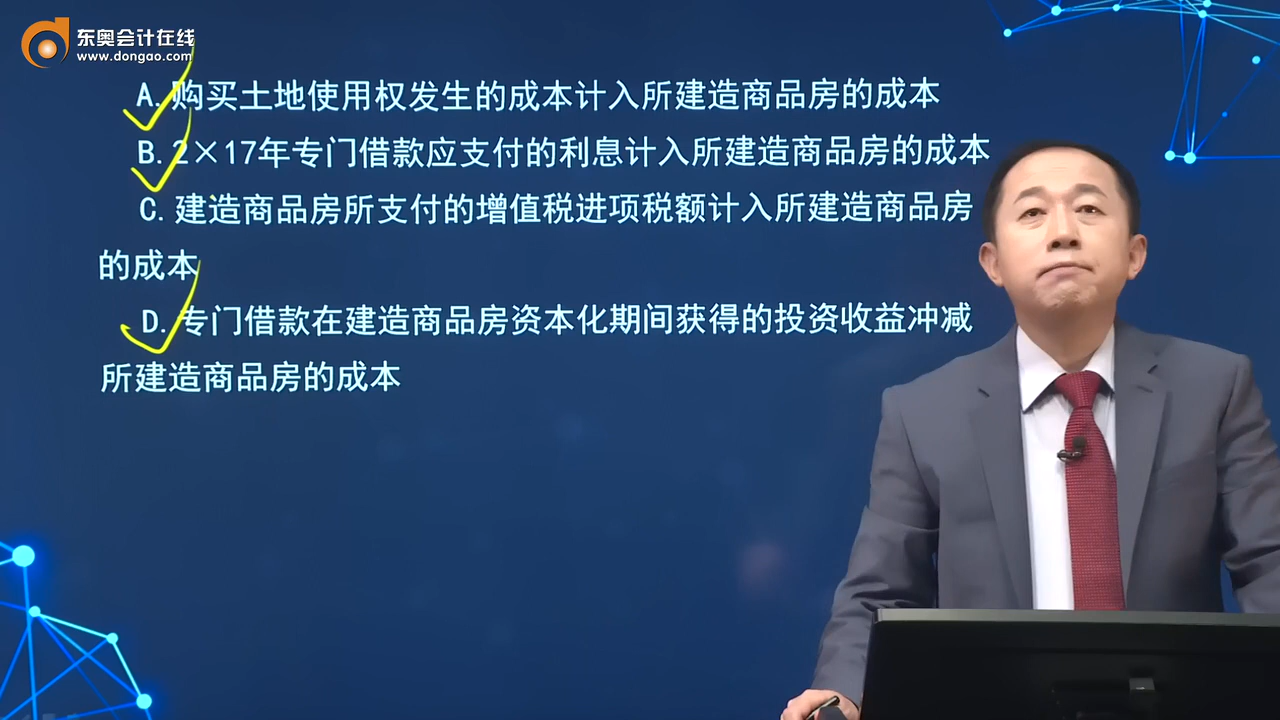 东奥会计在线
www.dongao.com
A.购买土地使用权发生的成本计入所建造商品房的成本
B.2×17年专门借款应支付的利息计入所建造商品房的成本
C.建造商品房所支付的增值税进项税额计入所建造商品房
的成本
D.专门借款在建造商品房资本化期间获得的投资收益冲减
所建造商品房的成本